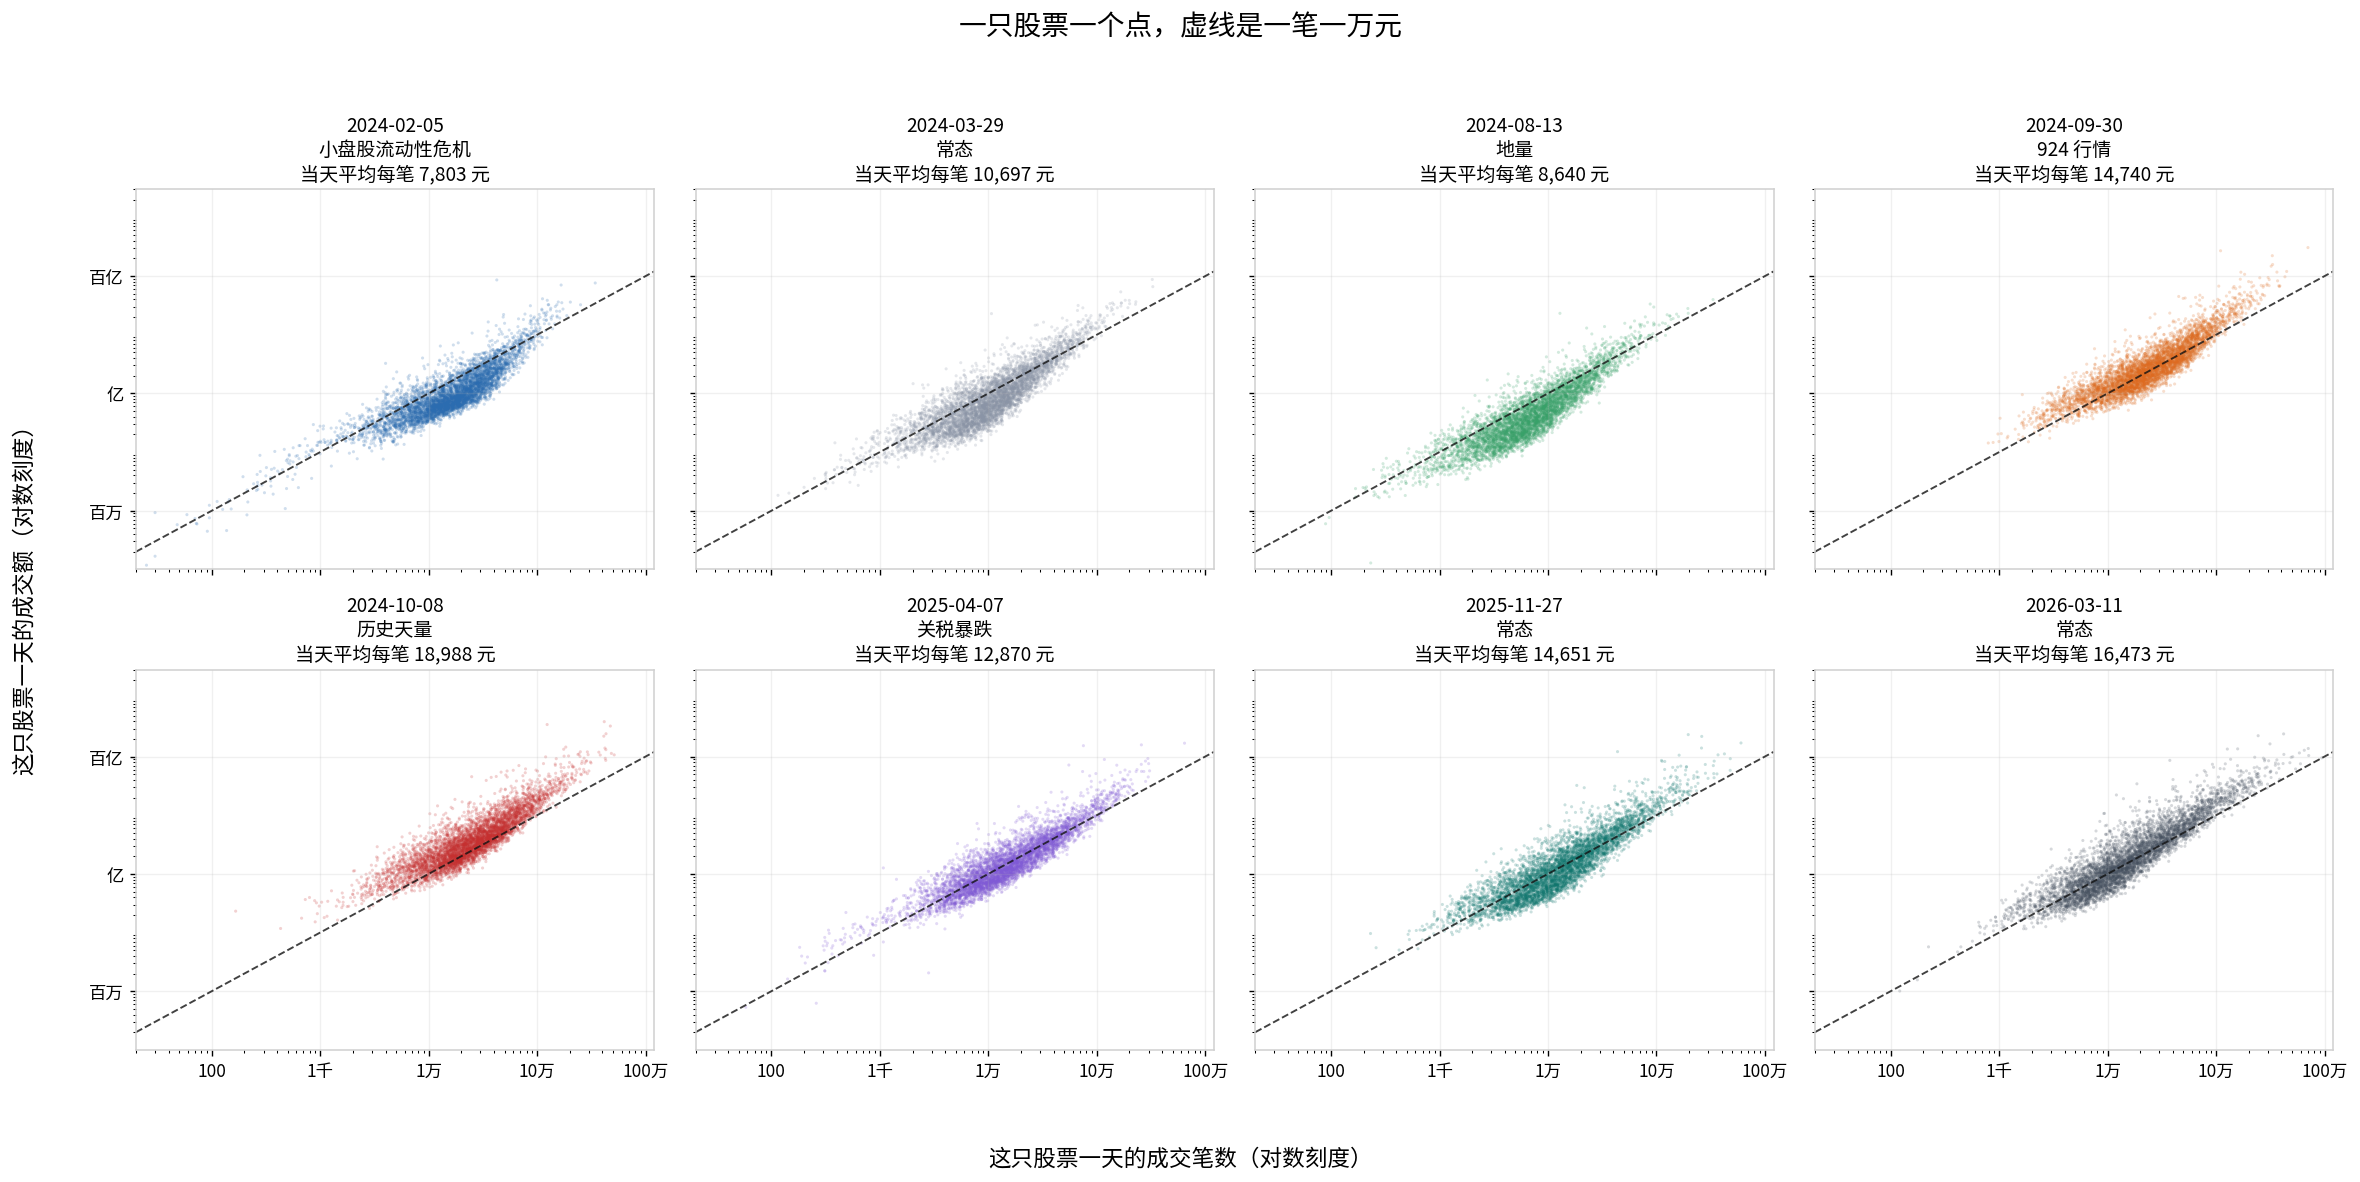 一只股票一个点，虚线是一笔一万元
2024-02-05
小盘股流动性危机
当天平均每笔 7,803 元
2024-03-29
常态
当天平均每笔 10,697 元
2024-08-13
地量
当天平均每笔 8,640 元
2024-09-30
924 行情
当天平均每笔 14,740 元
百亿
亿
百万
2024-10-08
历史天量
当天平均每笔 18,988 元
2025-04-07
关税暴跌
当天平均每笔 12,870 元
2025-11-27
常态
当天平均每笔 14,651 元
2026-03-11
常态
当天平均每笔 16,473 元
百亿
亿
百万
100 1千 1万 10万 100万
100 1千 1万 10万 100万
100 1千 1万 10万 100万
100 1千 1万 10万 100万
这只股票一天的成交额（对数刻度）
这只股票一天的成交笔数（对数刻度）